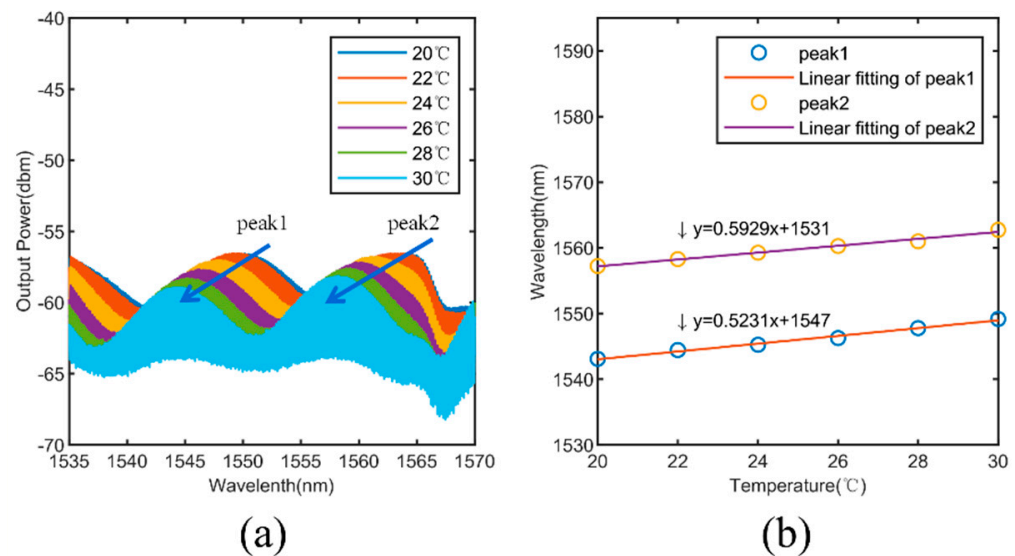 -40
-45
-50
-55
-60
-65
-70
Output Power(dbm)
20℃
22℃
24℃
26℃
28℃
30℃
peak1
peak2
1535 1540 1545 1550 1555 1560 1565 1570
Wavelenth(nm)
(a)
1590
1580
1570
1560
1550
1540
1530
Wavelength(nm)
peak1
Linear fitting of peak1
peak2
Linear fitting of peak2
↓ y=0.5929x+1531
↓ y=0.5231x+1547
20 22 24 26 28 30
Temperature(℃)
(b)